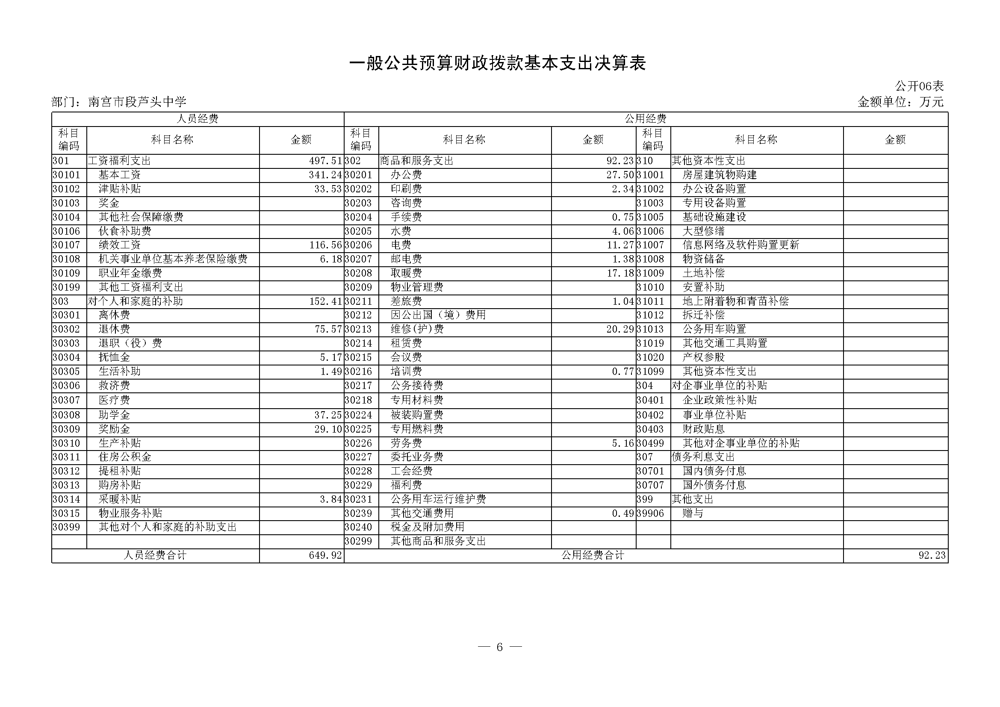 一般公共预算财政拨款基本支出决算表
公开06表
部门：南宫市段芦头中学 金额单位：万元
人员经费 公用经费
科目编码 科目名称 金额 科目编码 科目名称 金额 科目编码 科目名称 金额
301 工资福利支出 497.51 302 商品和服务支出 92.23 310 其他资本性支出
30101 基本工资 341.24 30201 办公费 27.50 31001 房屋建筑物购建
30102 津贴补贴 33.53 30202 印刷费 2.34 31002 办公设备购置
30103 奖金 30203 咨询费 31003 专用设备购置
30104 其他社会保障缴费 30204 手续费 0.75 31005 基础设施建设
30106 伙食补助费 30205 水费 4.06 31006 大型修缮
30107 绩效工资 116.56 30206 电费 11.27 31007 信息网络及软件购置更新
30108 机关事业单位基本养老保险缴费 6.18 30207 邮电费 1.38 31008 物资储备
30109 职业年金缴费 30208 取暖费 17.18 31009 土地补偿
30199 其他工资福利支出 30209 物业管理费 31010 安置补助
303 对个人和家庭的补助 152.41 30211 差旅费 1.04 31011 地上附着物和青苗补偿
30301 离休费 30212 因公出国（境）费用 31012 拆迁补偿
30302 退休费 75.57 30213 维修(护)费 20.29 31013 公务用车购置
30303 退职（役）费 30214 租赁费 31019 其他交通工具购置
30304 抚恤金 5.17 30215 会议费 31020 产权参股
30305 生活补助 1.49 30216 培训费 0.77 31099 其他资本性支出
30306 救济费 30217 公务接待费 304 对企事业单位的补贴
30307 医疗费 30218 专用材料费 30401 企业政策性补贴
30308 助学金 37.25 30224 被装购置费 30402 事业单位补贴
30309 奖励金 29.10 30225 专用燃料费 30403 财政贴息
30310 生产补贴 30226 劳务费 5.16 30499 其他对企事业单位的补贴
30311 住房公积金 30227 委托业务费 307 债务利息支出
30312 提租补贴 30228 工会经费 30701 国内债务付息
30313 购房补贴 30229 福利费 30707 国外债务付息
30314 采暖补贴 3.84 30231 公务用车运行维护费 399 其他支出
30315 物业服务补贴 30239 其他交通费用 0.49 39906 赠与
30399 其他对个人和家庭的补助支出 30240 税金及附加费用
30299 其他商品和服务支出
人员经费合计 649.92 公用经费合计 92.23
— 6 —